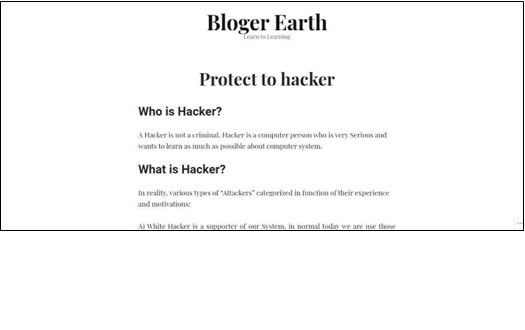 Bloger Earth
Learn to Learning
Protect to hacker
Who is Hacker?
A Hacker is not a criminal. Hacker is a computer person who is very Serious and
wants to learn as much as possible about computer system.
What is Hacker?
In reality, various types of “Attackers” categorized in function of their experience
and motivations:
A) White Hacker is a supporter of our System, in normal today we are use those